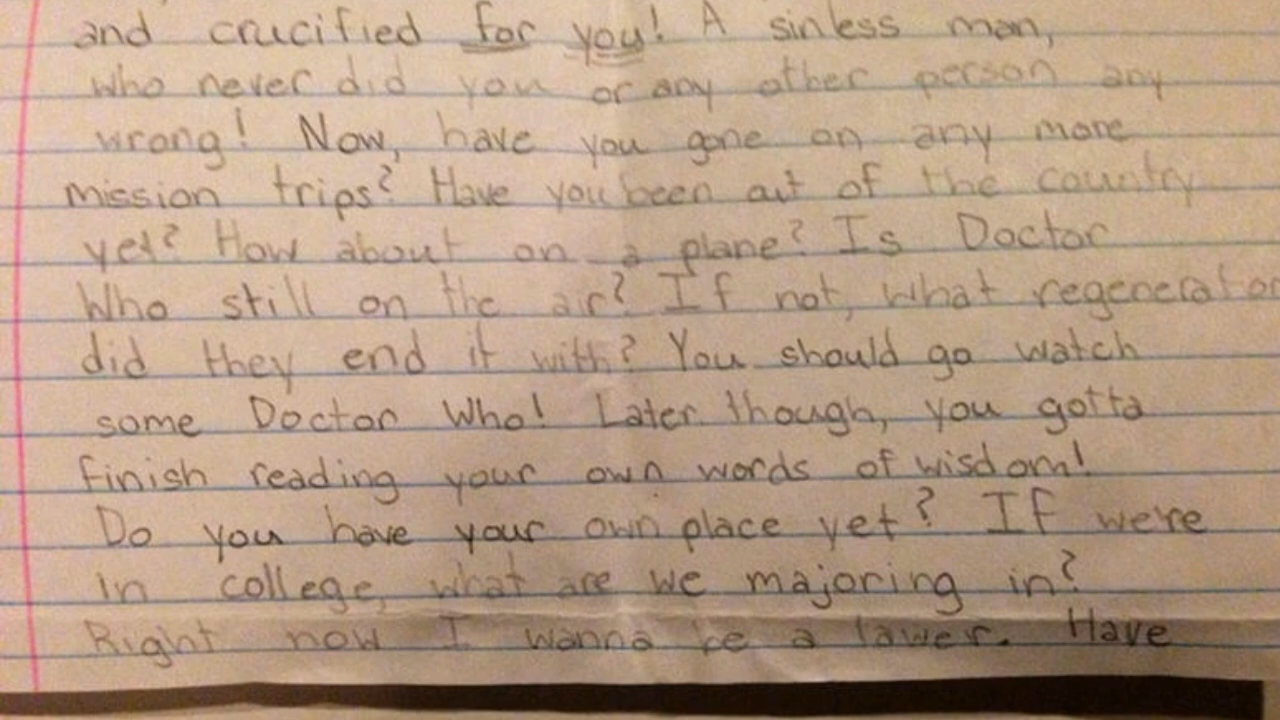 and crucified for you! A sinless man,
who never did you or any other person any
wrong! Now, have you gone on any more
mission trips? Have you been out of the country
yet? How about on a plane? Is Doctor
Who still on the air? If not, what regenerator
did they end it with? You should go watch
some Doctor Who! Later though, you gotta
finish reading your own words of wisdom!
Do you have your own place yet? If we're
in college, what are we majoring in?
Right now I wanna be a lawer. Have